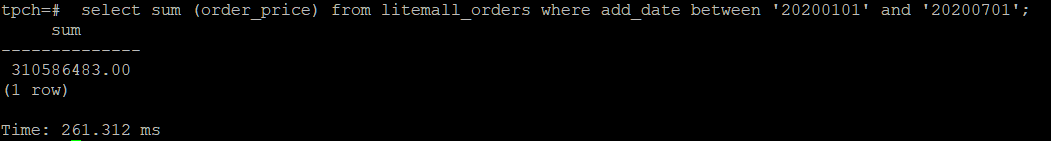 tpch=#  select sum (order_price) from litemall_orders where add_date between '20200101' and '20200701';
     sum
--------------
 310586483.00
(1 row)

Time: 261.312 ms